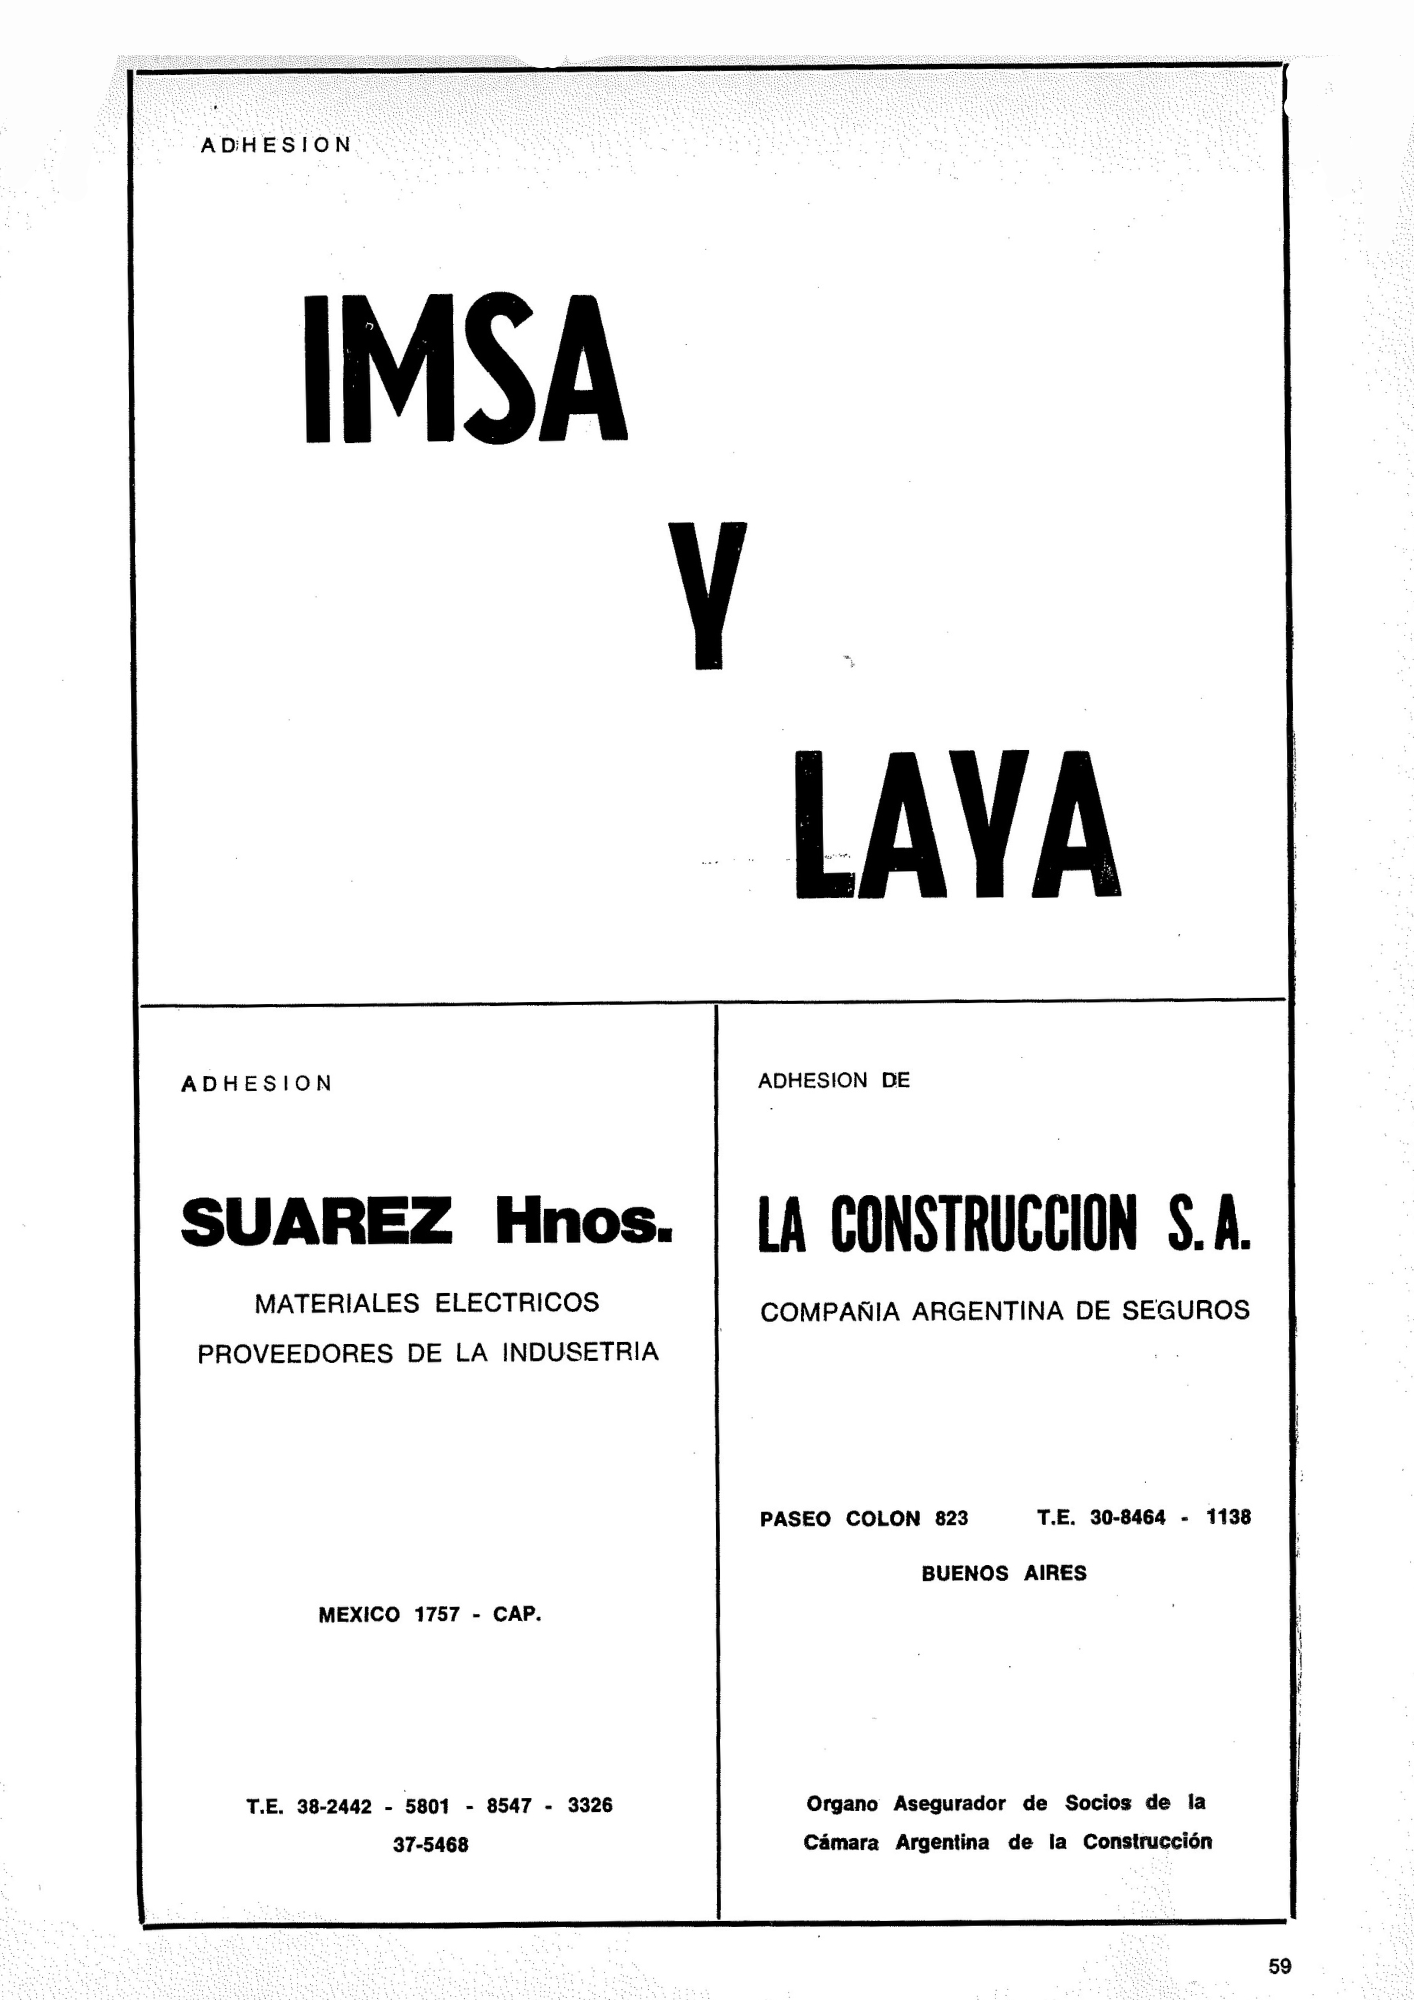 ADHESION
IMSA
Y
LAYA
ADHESION
SUAREZ Hnos.
MATERIALES ELECTRICOS
PROVEEDORES DE LA INDUSETRIA
MEXICO 1757 - CAP.
T.E. 38-2442 - 5801 - 8547 - 3326
37-5468
ADHESION DE
LA CONSTRUCCION S.A.
COMPAÑIA ARGENTINA DE SEGUROS
PASEO COLON 823 T.E. 30-8464 - 1138
BUENOS AIRES
Organo Asegurador de Socios de la
Cámara Argentina de la Construcción
59